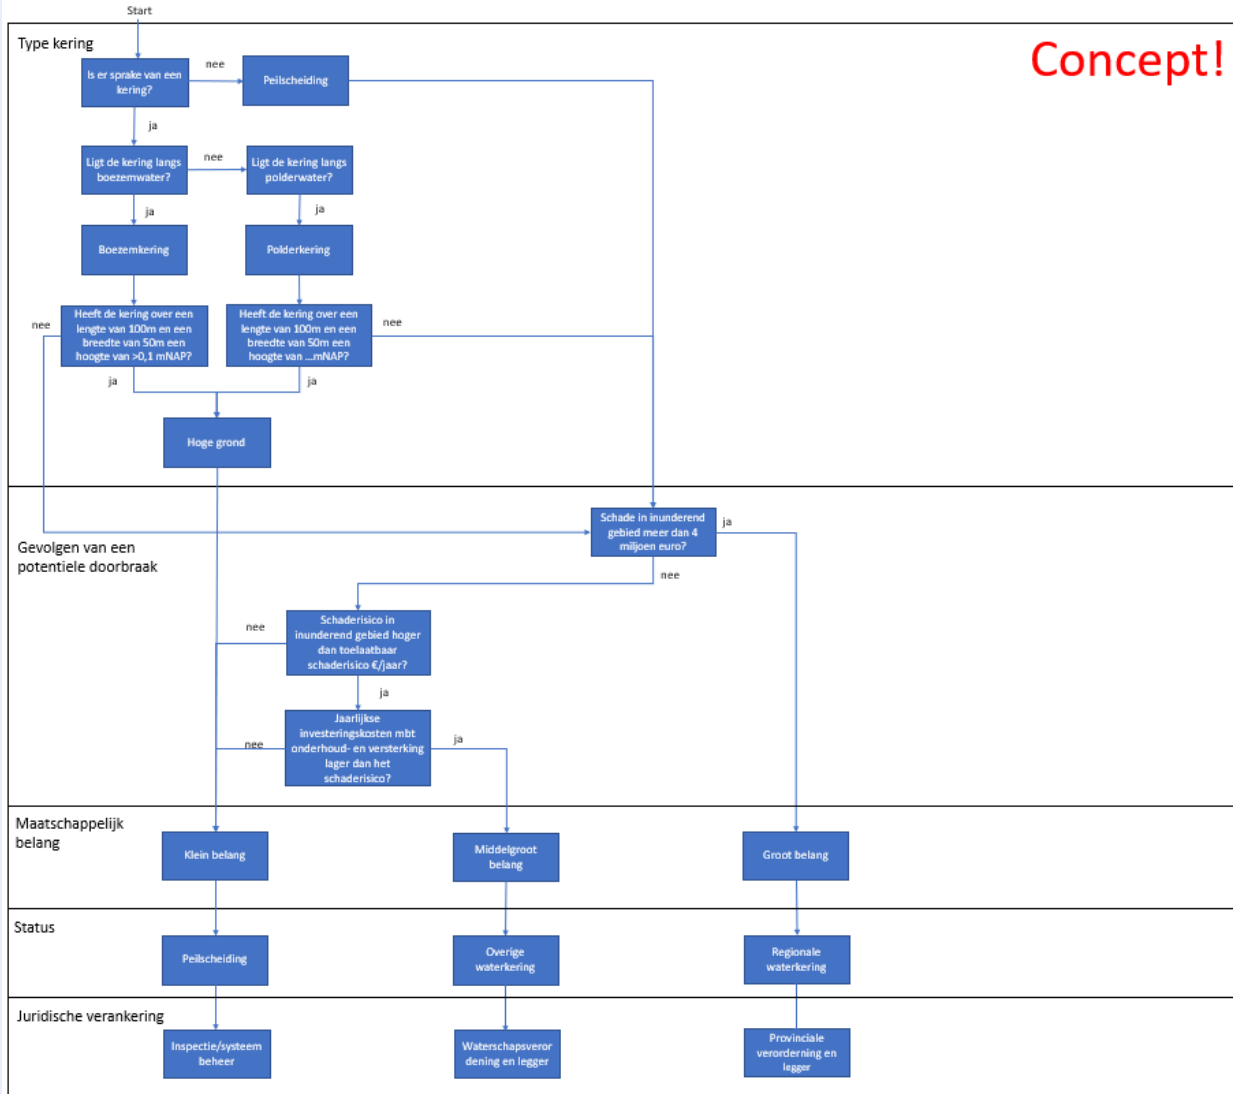 Start
Type kering
Concept!
Is er sprake van een
kering?
nee
Peilscheiding
ja
Ligt de kering langs
boezemwater?
nee
Ligt de kering langs
polderwater?
ja
ja
Boezemkering
Polderkering
nee
Heeft de kering over een
lengte van 100m en een
breedte van 50m een
hoogte van >0,1 mNAP?
Heeft de kering over een
lengte van 100m en een
breedte van 50m een
hoogte van ...mNAP?
nee
ja
ja
Hoge grond
Gevolgen van een
potentiele doorbraak
Schade in inunderend
gebied meer dan 4
miljoen euro?
ja
nee
Schaderisico in
inunderend gebied hoger
dan toelaatbaar
schaderisico €/jaar?
nee
ja
Jaarlijkse
investeringskosten mbt
onderhoud- en versterking
lager dan het
schaderisico?
nee
ja
Maatschappelijk
belang
Klein belang
Middelgroot
belang
Groot belang
Status
Peilscheiding
Overige
waterkering
Regionale
waterkering
Juridische verankering
Inspectie/systeem
beheer
Waterschapsveror
dening en legger
Provinciale
verorderning en
legger